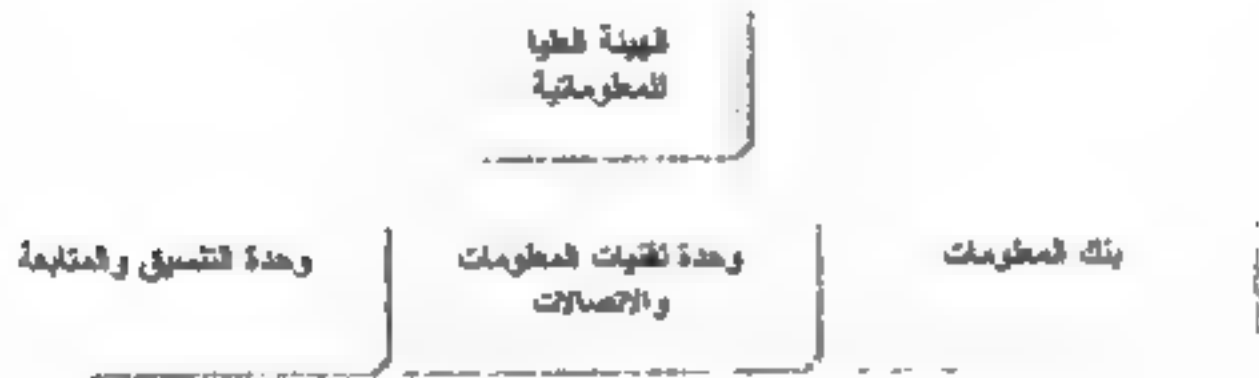 الهيئة العليا
للمعلوماتية
بنك المعلومات
وحدة تقنيات المعلومات
والاتصالات
وحدة التنسيق والمتابعة